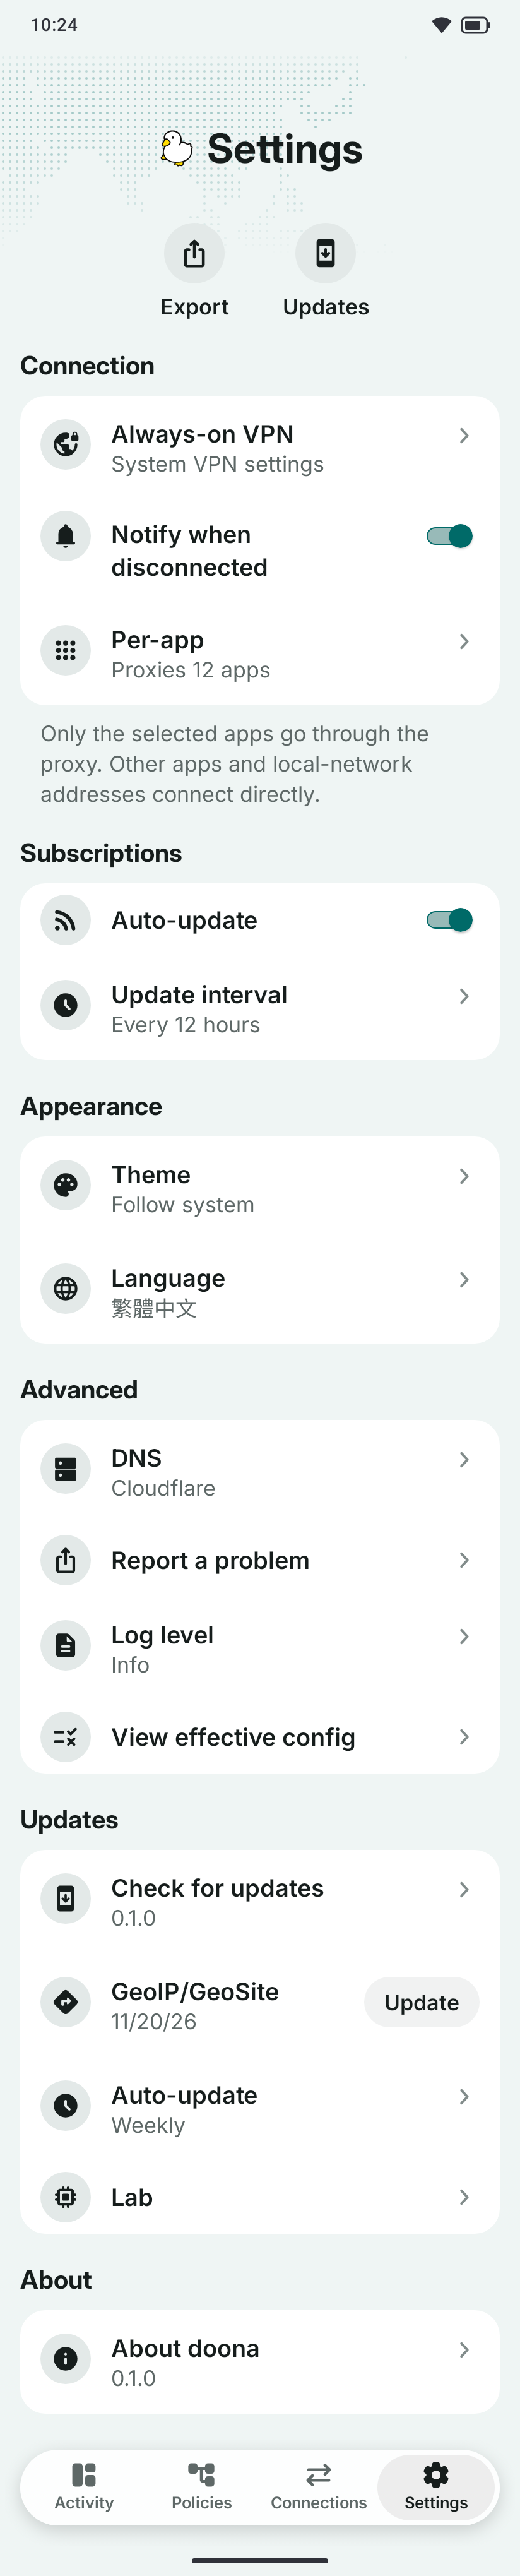 10:24
Settings
Export
Updates
Connection
Always-on VPN
System VPN settings
Notify when
disconnected
Per-app
Proxies 12 apps
Only the selected apps go through the
proxy. Other apps and local-network
addresses connect directly.
Subscriptions
Auto-update
Update interval
Every 12 hours
Appearance
Theme
Follow system
Language
繁體中文
Advanced
DNS
Cloudflare
Report a problem
Log level
Info
View effective config
Updates
Check for updates
0.1.0
GeoIP/GeoSite
11/20/26
Update
Auto-update
Weekly
Lab
About
About doona
0.1.0
Activity
Policies
Connections
Settings